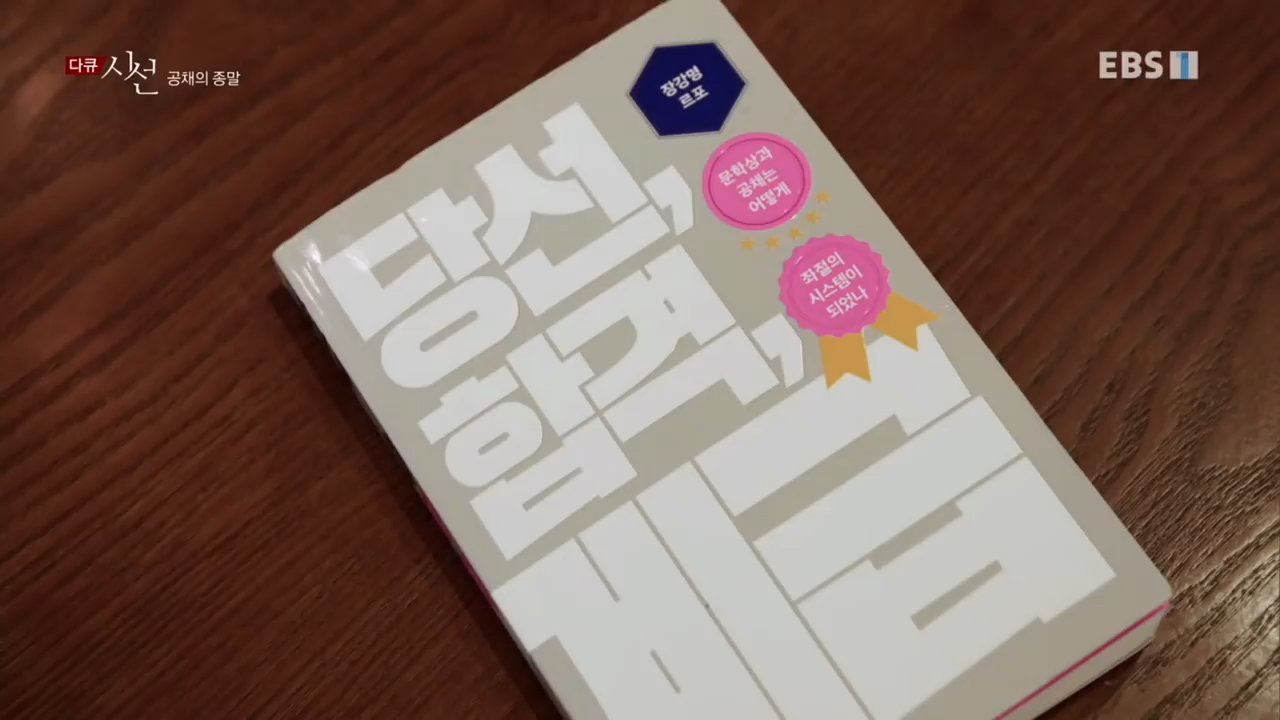 다큐 시선 공채의 종말
EBS 1
장강명
르포
문학상과
공채는
어떻게
좌절의
시스템이
되었나
당선,
합격,
계급